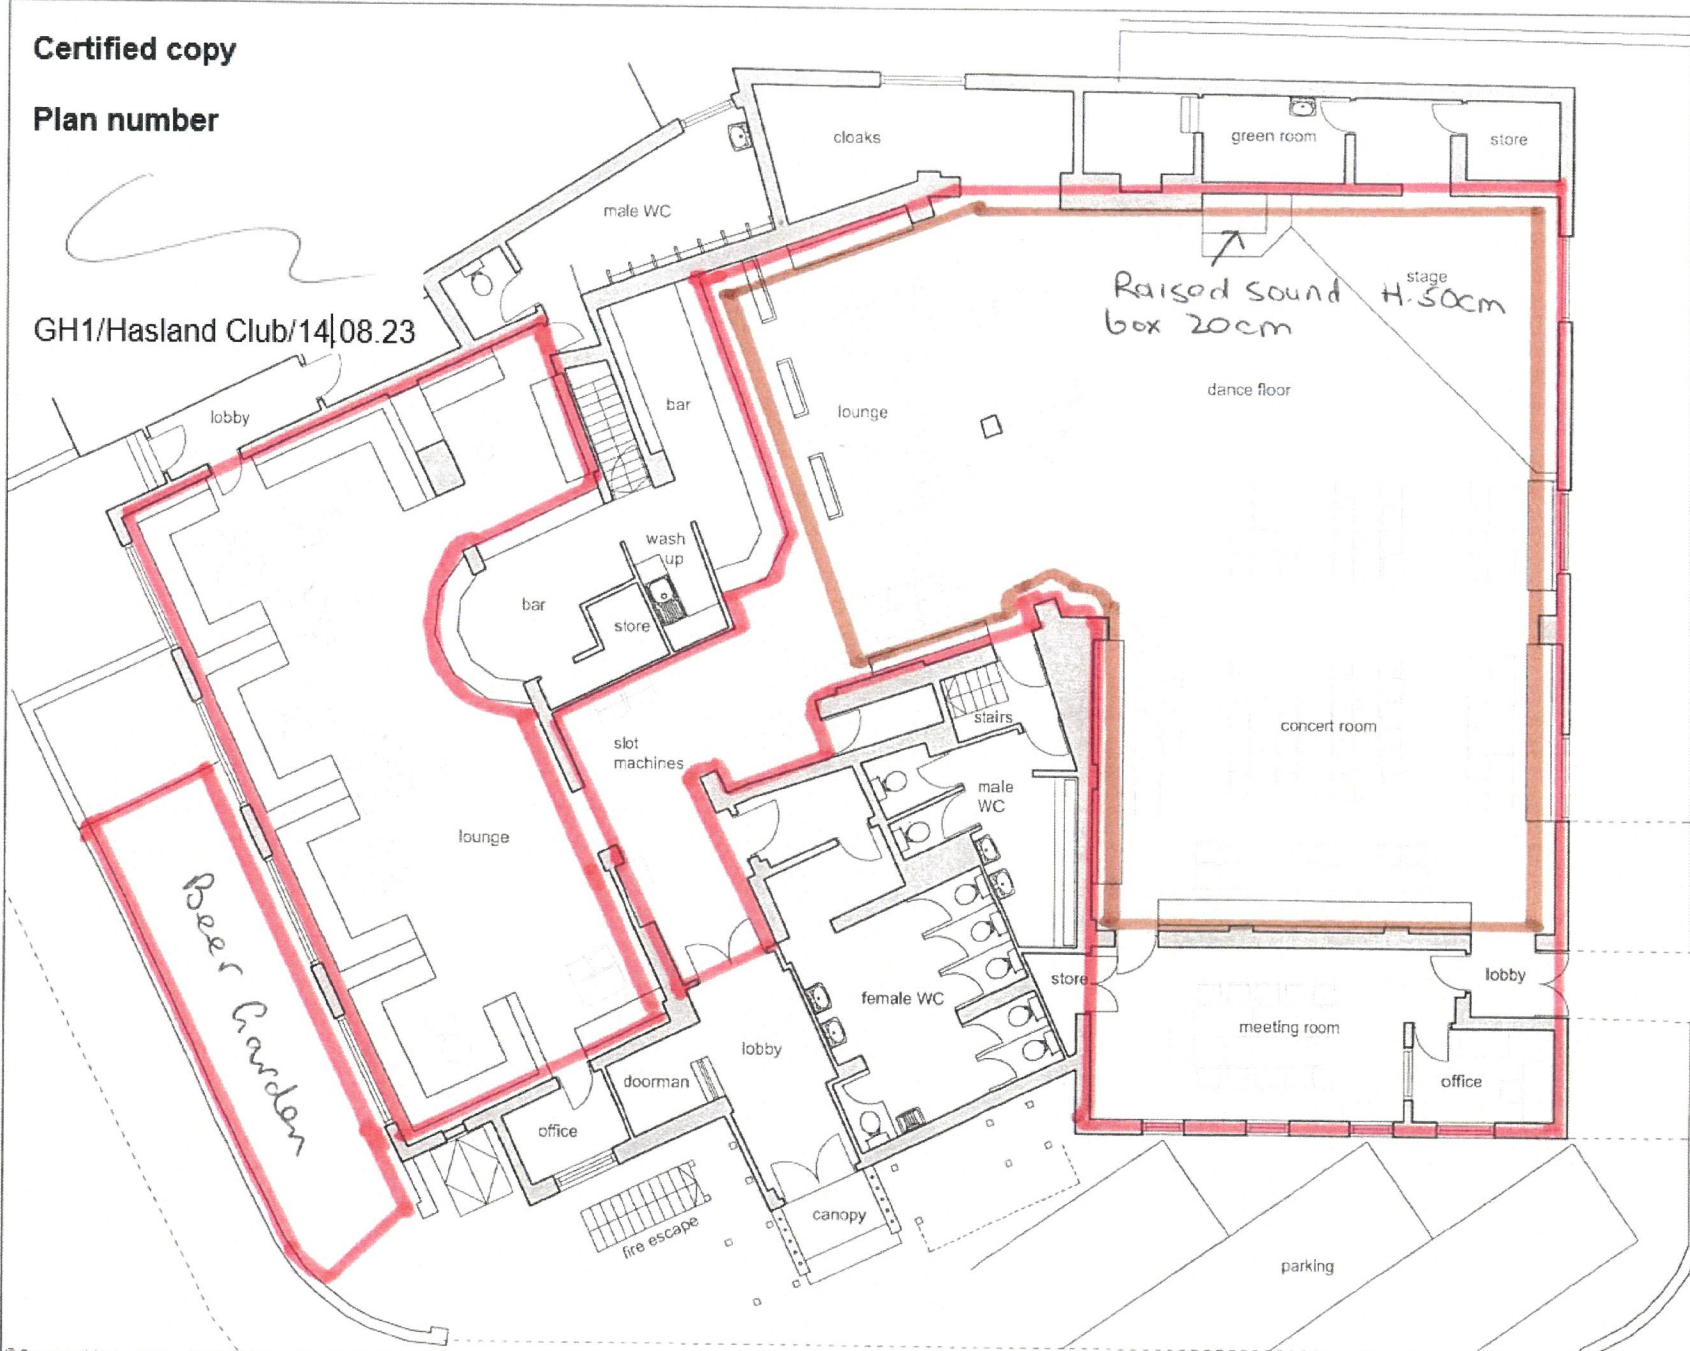 Certified copy
Plan number
GH1/Hasland Club/14|08.23
cloaks
green room
store
male WC
Raised sound
box 20cm
stage
H.50cm
dance floor
lobby
bar
lounge
wash
up
bar
store
stairs
slot
machines
concert room
male
WC
lounge
Beer Garden
store
female WC
lobby
meeting room
lobby
doorman
office
office
canopy
fire escape
parking